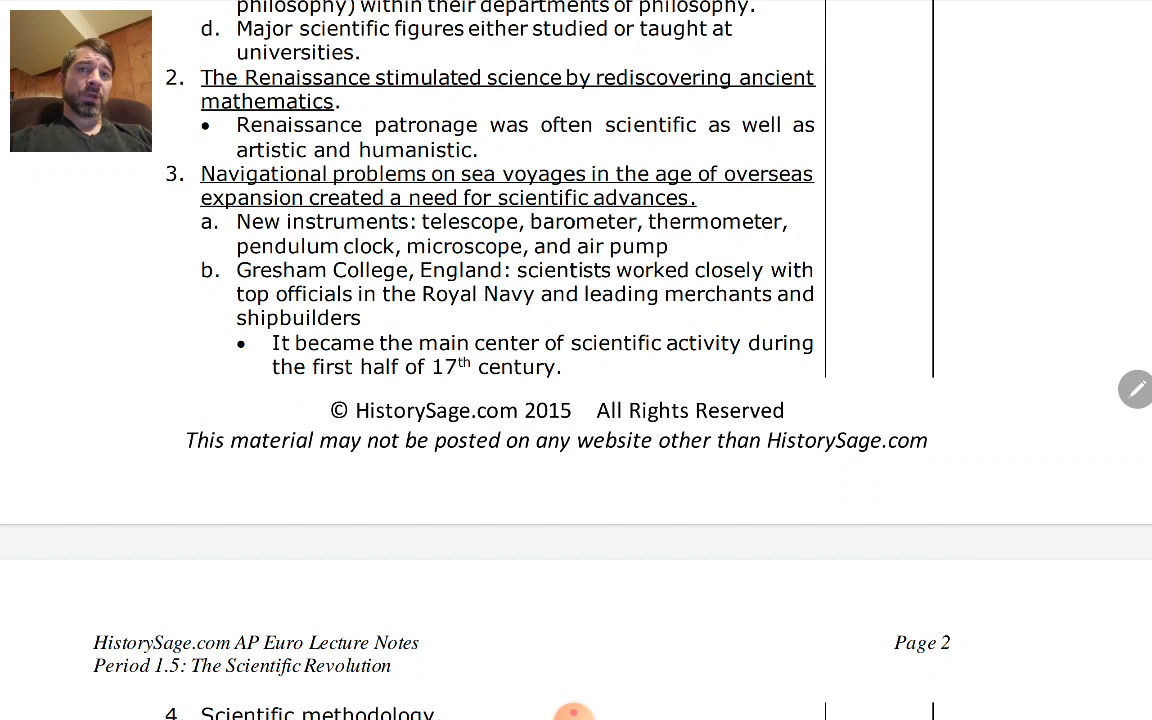 philosophy) within their departments of philosophy.
d. Major scientific figures either studied or taught at
universities.
2. The Renaissance stimulated science by rediscovering ancient
mathematics.
• Renaissance patronage was often scientific as well as
artistic and humanistic.
3. Navigational problems on sea voyages in the age of overseas
expansion created a need for scientific advances.
a. New instruments: telescope, barometer, thermometer,
pendulum clock, microscope, and air pump
b. Gresham College, England: scientists worked closely with
top officials in the Royal Navy and leading merchants and
shipbuilders
• It became the main center of scientific activity during
the first half of 17th century.
© HistorySage.com 2015 All Rights Reserved
This material may not be posted on any website other than HistorySage.com
HistorySage.com AP Euro Lecture Notes Page 2
Period 1.5: The Scientific Revolution
4. Scientific methodology.